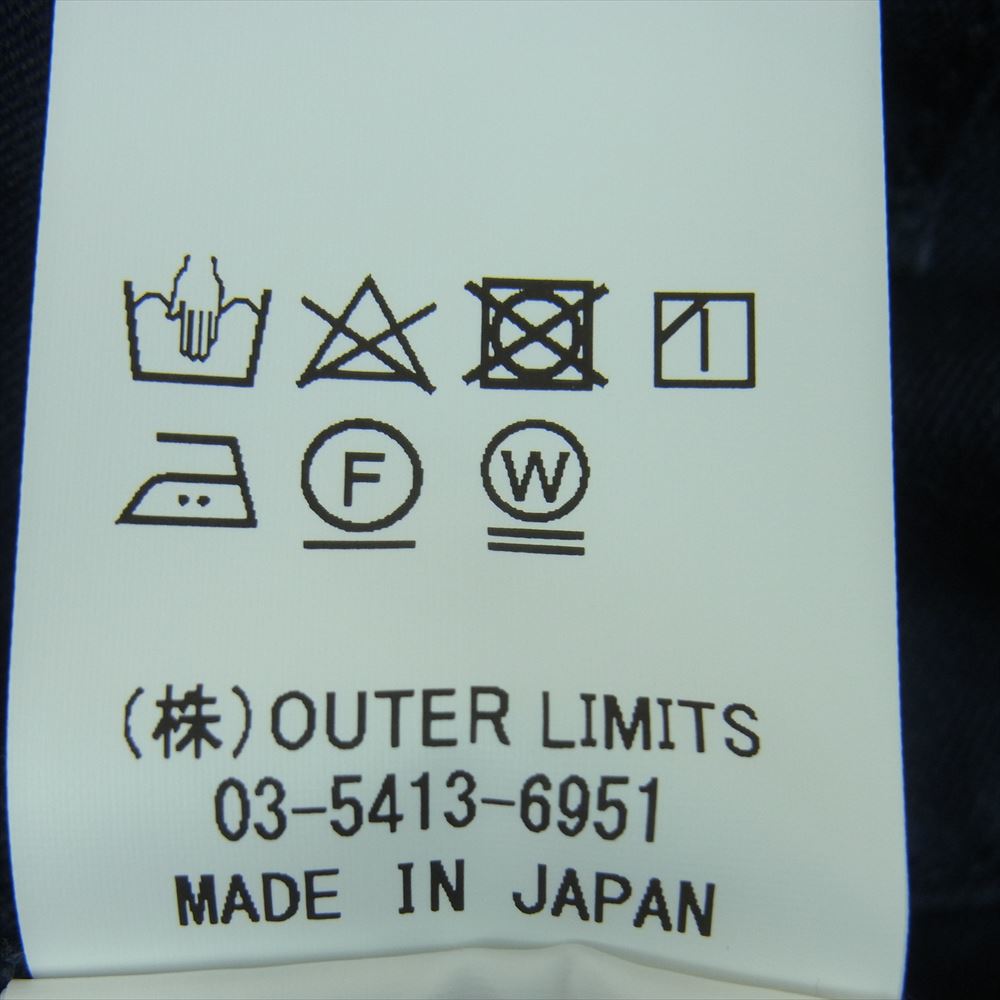 F W
(株)OUTER LIMITS
03-5413-6951
MADE IN JAPAN